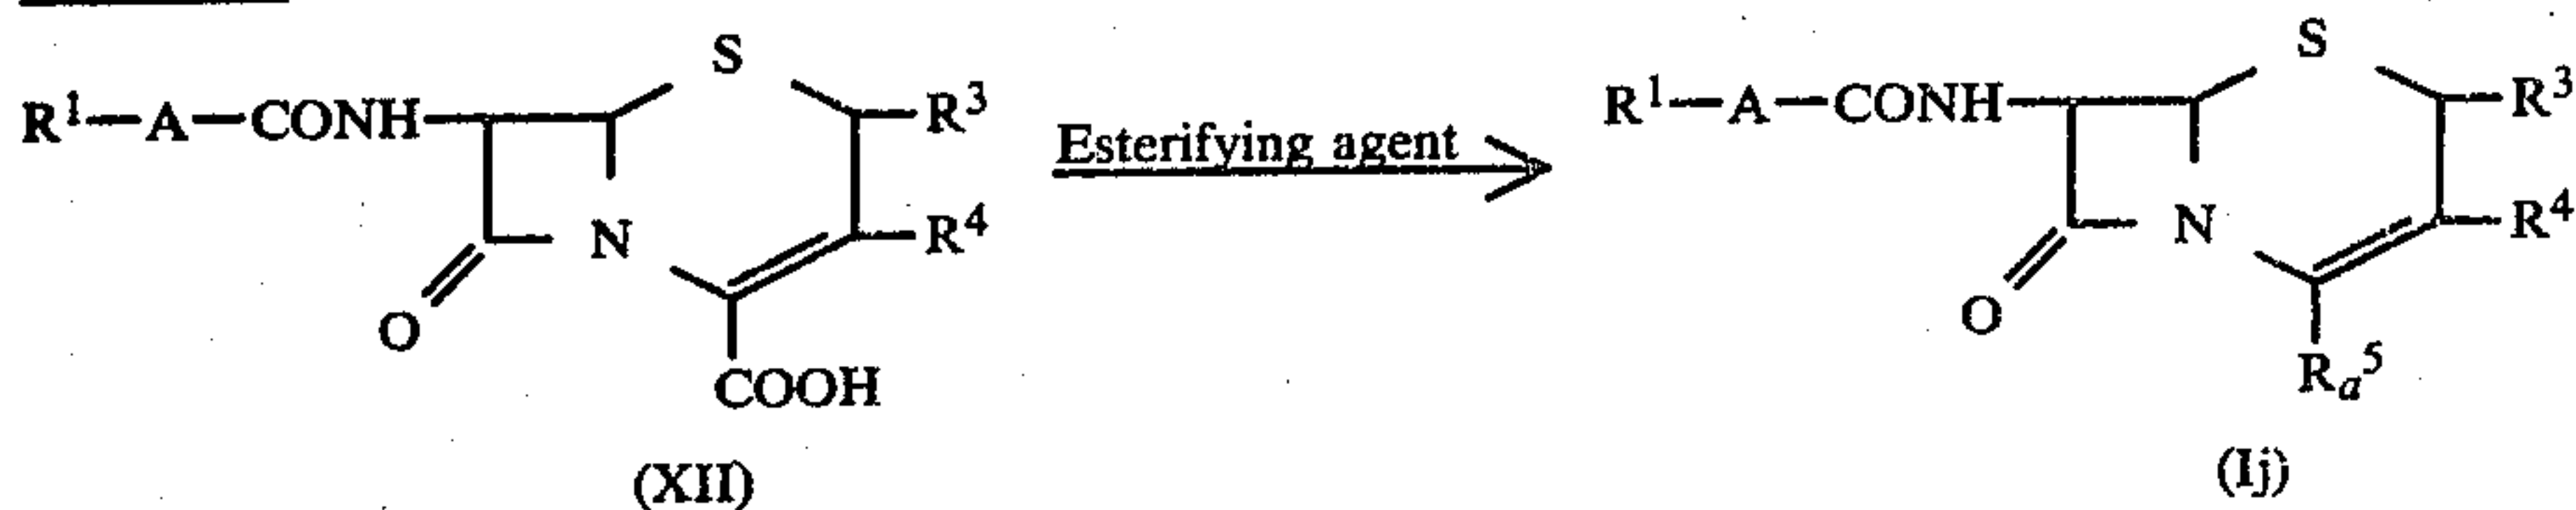 S S
R¹—A—CONH R³ R¹—A—CONH R³
Esterifying agent
N R⁴ N R⁴
O O
COOH Rₐ⁵
(XII) (Ij)